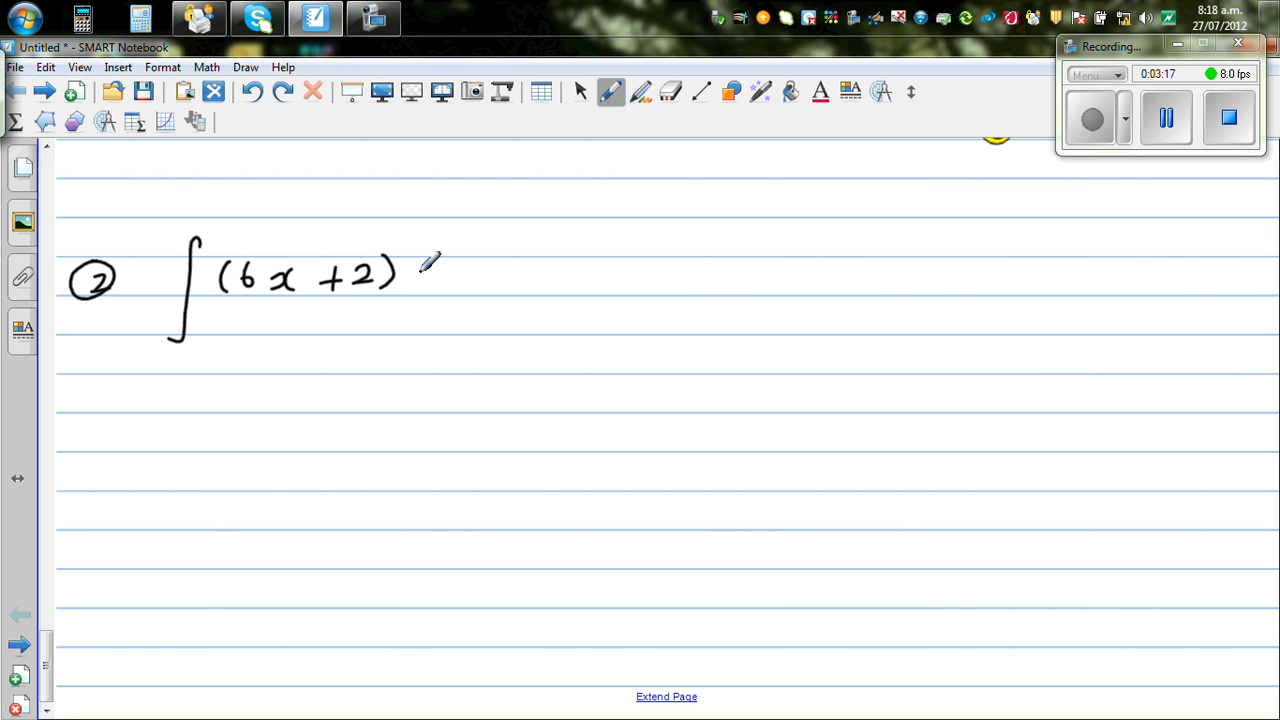 8:18 a.m.
27/07/2012
Untitled * - SMART Notebook
Recording...
File Edit View Insert Format Math Draw Help
Menu 0:03:17 8.0 fps
② ∫(6x +2)
Extend Page